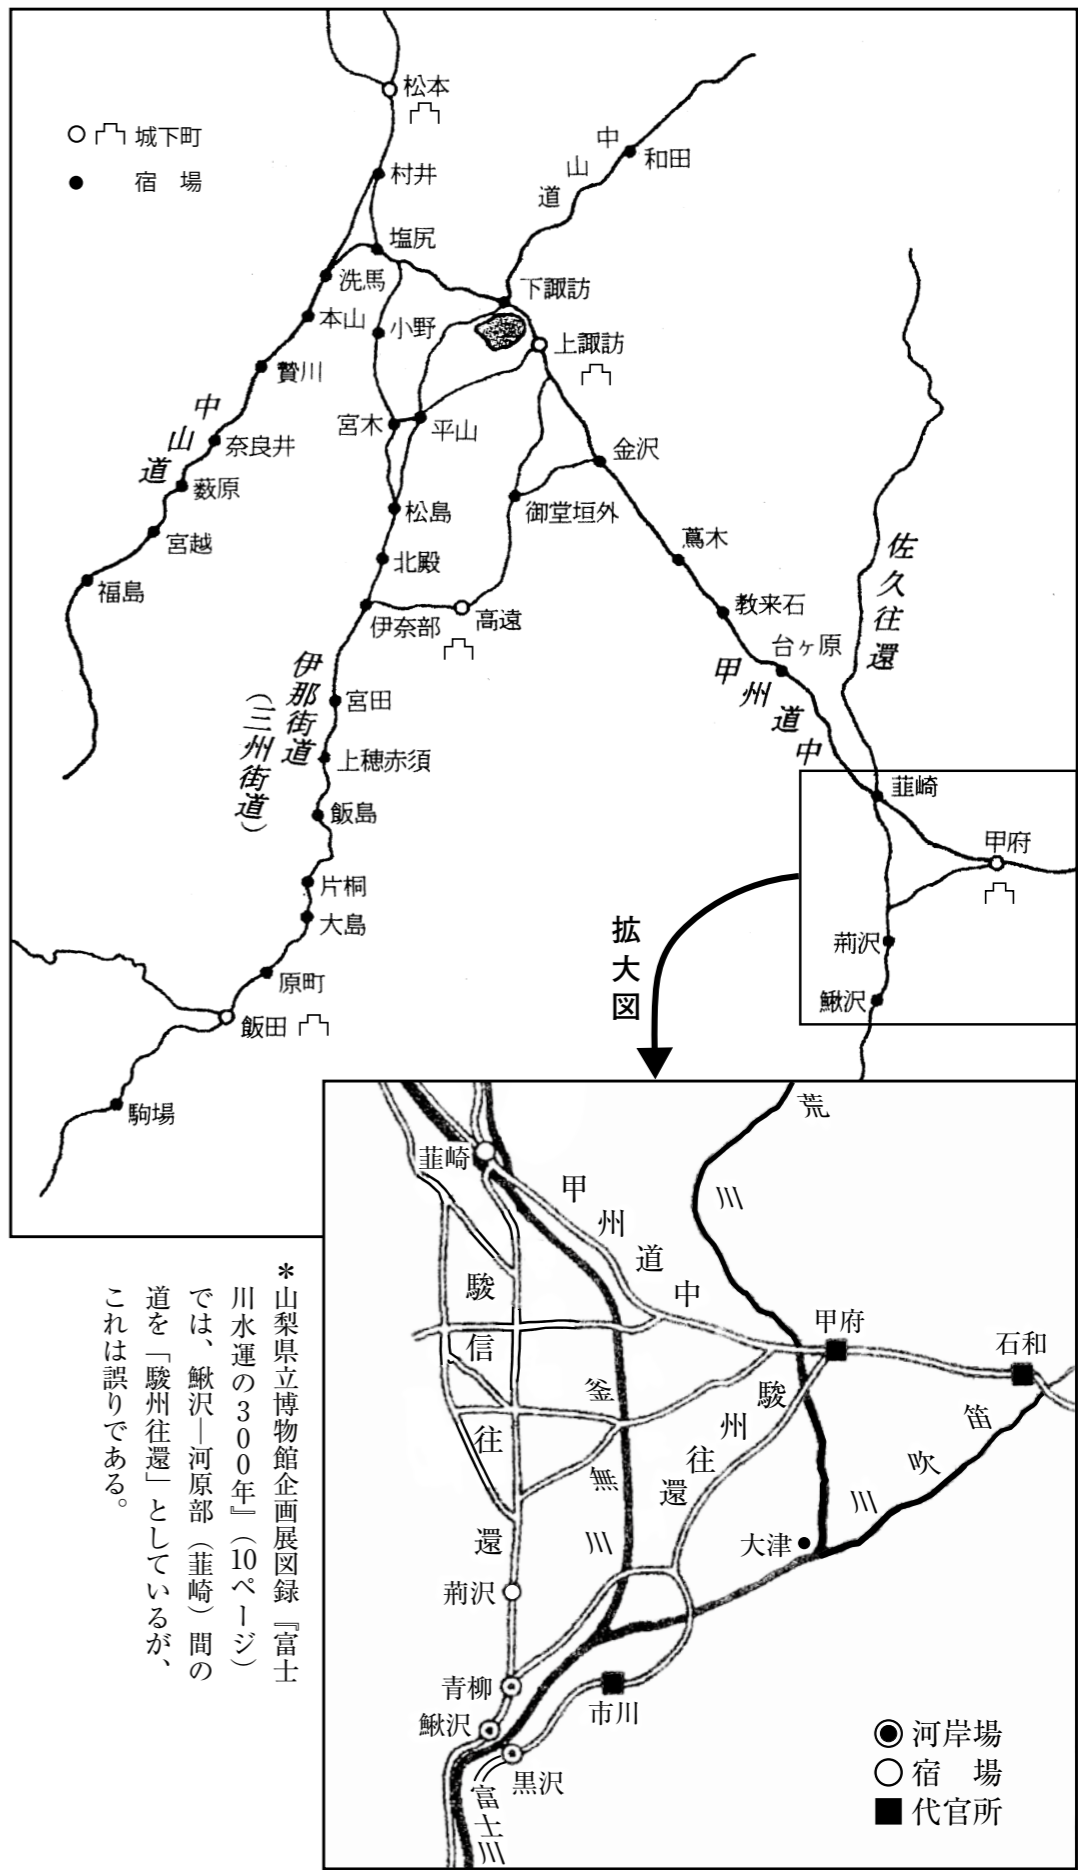 松本
城下町
宿場
中山道
和田
村井
塩尻
洗馬
下諏訪
本山
小野
上諏訪
贄川
中山道
宮木
平山
奈良井
金沢
藪原
松島
御堂垣外
宮越
蔦木
佐久往還
北殿
福島
教来石
伊奈部
高遠
台ヶ原
甲州道中
伊那街道
(三州街道)
宮田
上穂赤須
韮崎
飯島
甲府
片桐
大島
拡大図
荊沢
原町
鰍沢
飯田
駒場
荒川
韮崎
甲州道中
駿信往還
甲府
石和
釜無川
駿州往還
笛吹川
大津
荊沢
青柳
市川
鰍沢
黒沢
富士川
河岸場
宿場
代官所
＊山梨県立博物館企画展図録『富士
川水運の300年』(10ページ)
では、鰍沢―河原部(韮崎)間の
道を「駿州往還」としているが、
これは誤りである。